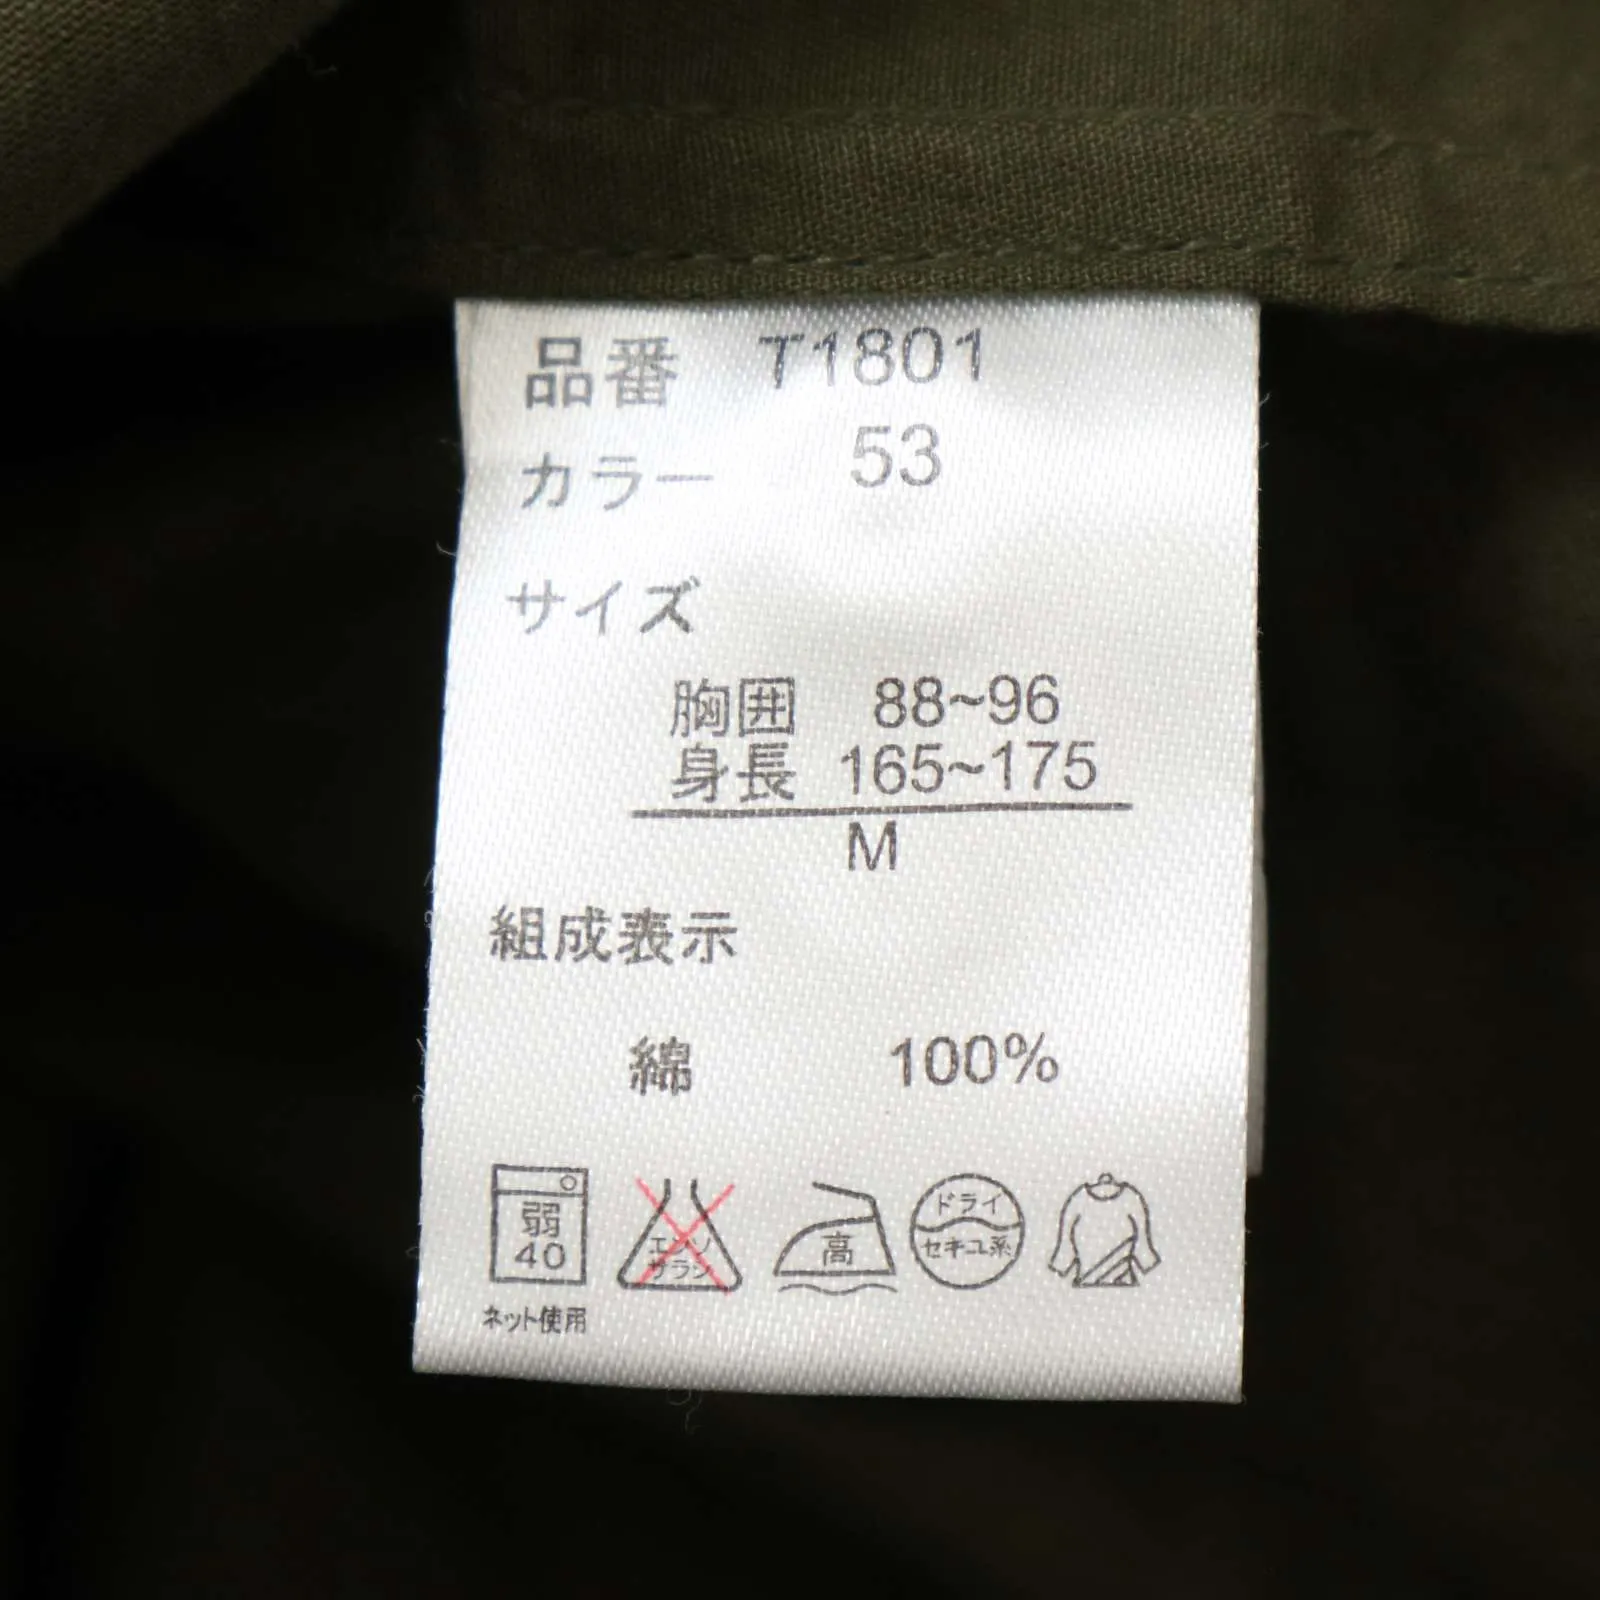 品番 T1801
カラー 53
サイズ
胸囲 88~96
身長 165~175
M
組成表示
綿 100%
弱 40
ネット使用
エンソ サラシ
高
ドライ セキユ系